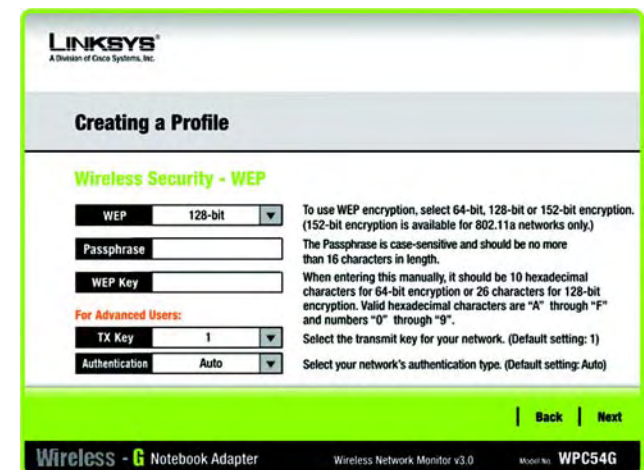 LINKSYS®
A Division of Cisco Systems, Inc.
Creating a Profile
Wireless Security - WEP
WEP 128-bit
To use WEP encryption, select 64-bit, 128-bit or 152-bit encryption.
(152-bit encryption is available for 802.11a networks only.)
Passphrase
The Passphrase is case-sensitive and should be no more
than 16 characters in length.
WEP Key
When entering this manually, it should be 10 hexadecimal
characters for 64-bit encryption or 26 characters for 128-bit
encryption. Valid hexadecimal characters are "A" through "F"
and numbers "0" through "9".
For Advanced Users:
TX Key 1
Select the transmit key for your network. (Default setting: 1)
Authentication Auto
Select your network's authentication type. (Default setting: Auto)
Back | Next
Wireless - G Notebook Adapter
Wireless Network Monitor v3.0
Model No. WPC54G